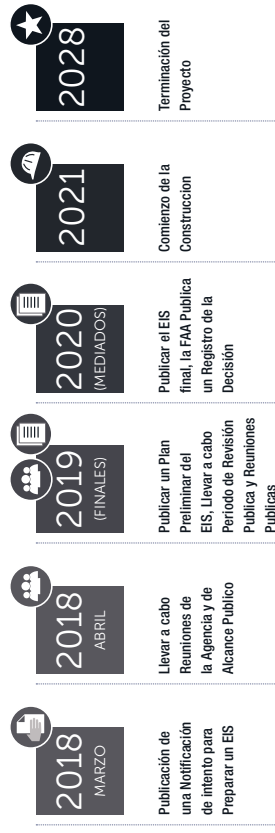 2018
MARZO
Publicación de
una Notificación
de intento para
Preparar un EIS
2018
ABRIL
Llevar a cabo
Reuniones de
la Agencia y de
Alcance Publico
2019
(FINALES)
Publicar un Plan
Preliminar del
EIS, Llevar a cabo
Período de Revisión
Publica y Reuniones
Publicas
2020
(MEDIADOS)
Publicar el EIS
final, la FAA Publica
un Registro de la
Decisión
2021
Comienzo de la
Construccion
2028
Terminación del
Proyecto